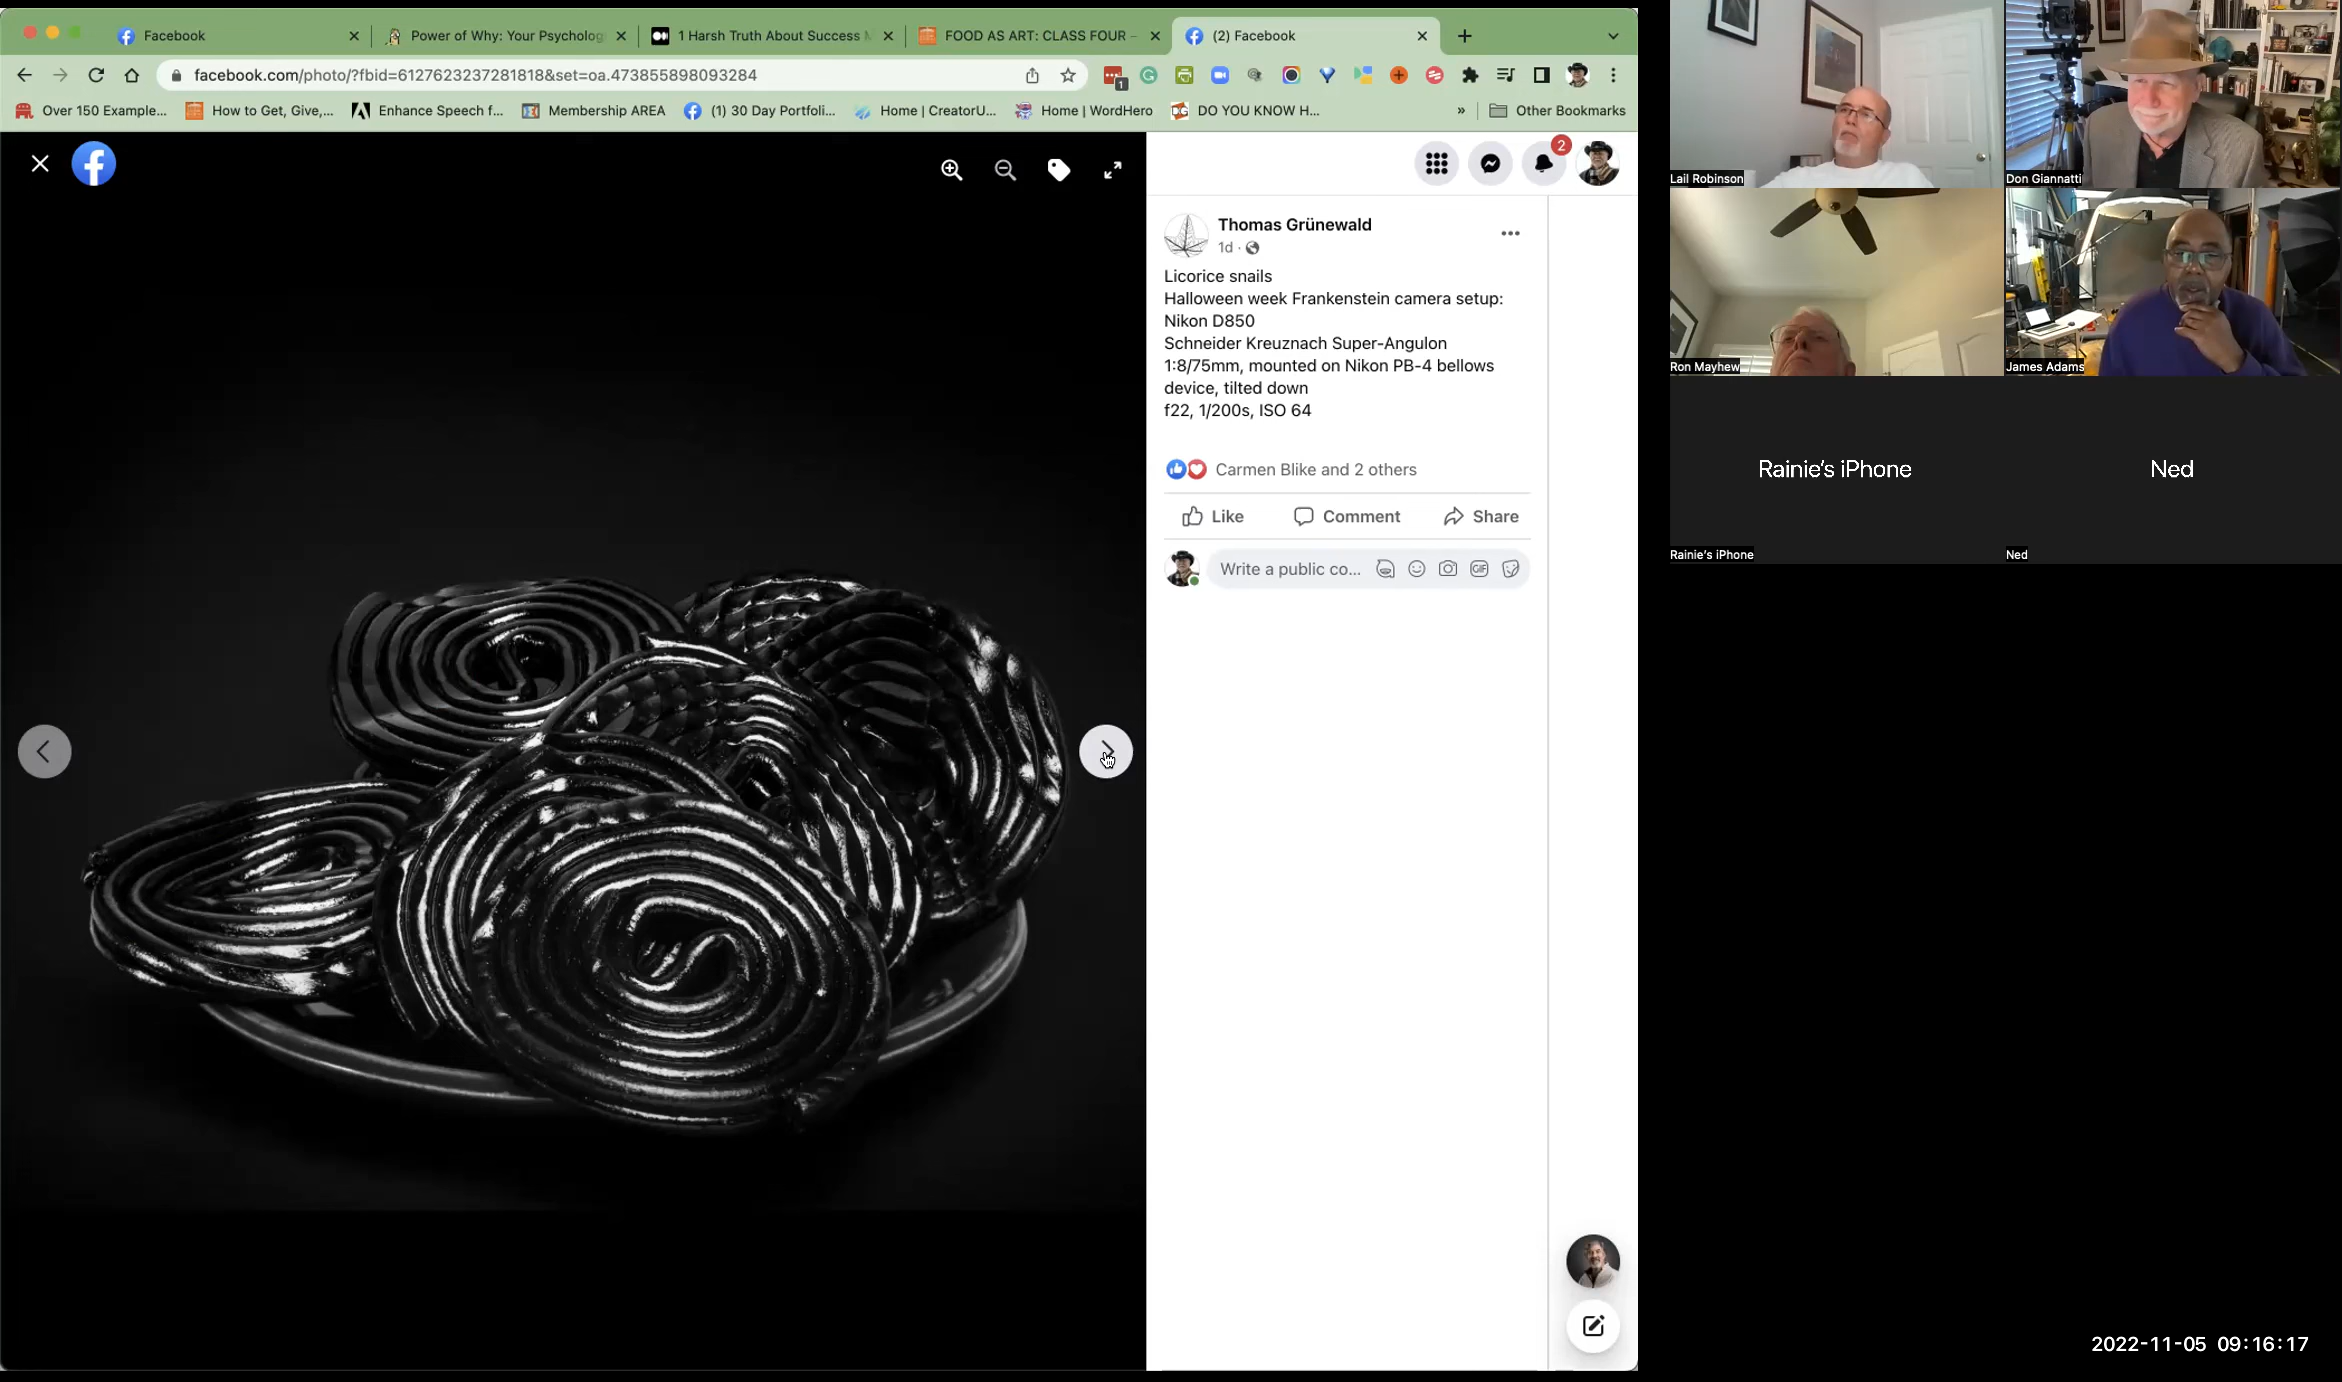 Facebook
Power of Why: Your Psycholog
1 Harsh Truth About Success
FOOD AS ART: CLASS FOUR –
(2) Facebook
facebook.com/photo/?fbid=6127623237281818&set=oa.473855898093284
1
Over 150 Example...
How to Get, Give,...
Enhance Speech f...
Membership AREA
(1) 30 Day Portfoli...
Home | CreatorU...
Home | WordHero
DO YOU KNOW H...
»
Other Bookmarks
2
Thomas Grünewald
1d ·
Licorice snails
Halloween week Frankenstein camera setup:
Nikon D850
Schneider Kreuznach Super-Angulon
1:8/75mm, mounted on Nikon PB-4 bellows
device, tilted down
f22, 1/200s, ISO 64
Carmen Blike and 2 others
Like
Comment
Share
Write a public co...
GIF
Lail Robinson
Don Giannatti
Ron Mayhew
James Adams
Rainie's iPhone
Ned
Rainie's iPhone
Ned
2022-11-05 09:16:17